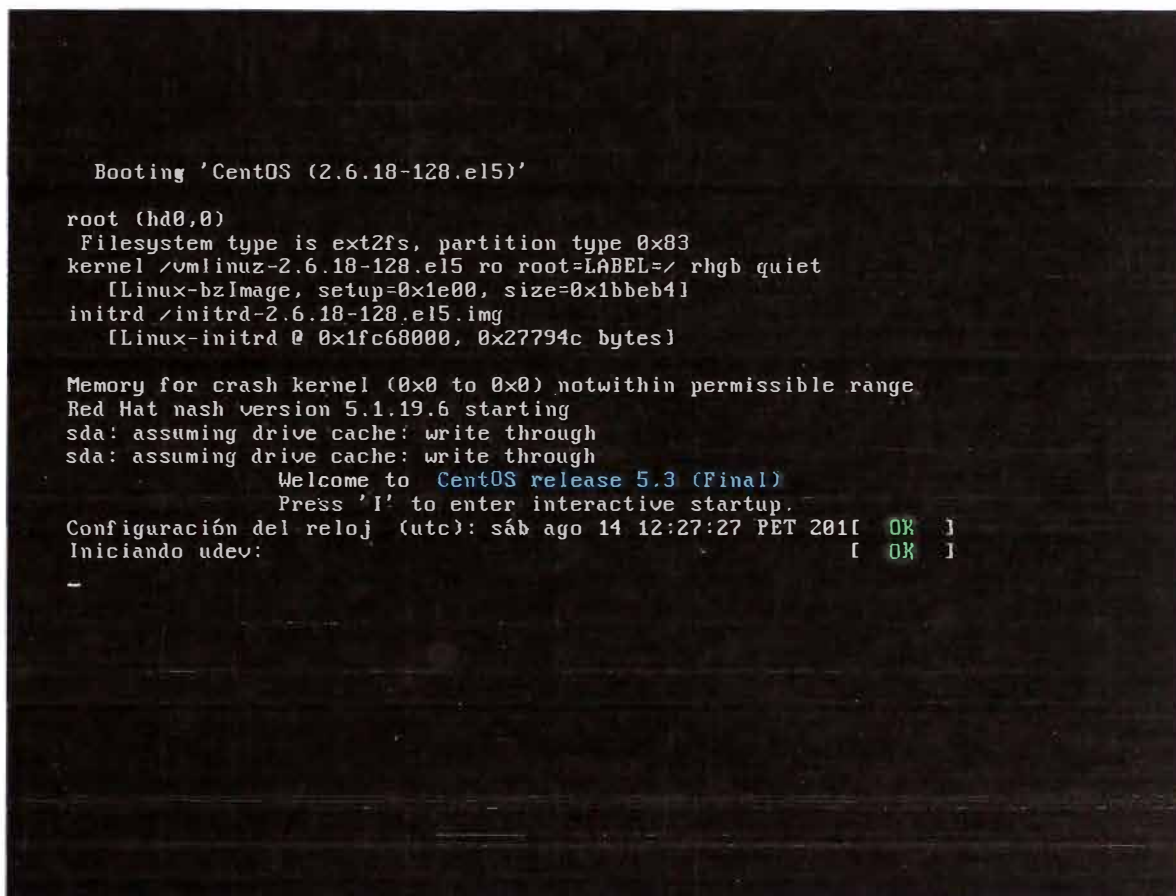 Booting 'CentOS (2.6.18-128.el5)'
root (hd0,0)
Filesystem type is ext2fs, partition type 0x83
kernel /vmlinuz-2.6.18-128.el5 ro root=LABEL=/ rhgb quiet
[Linux-bzImage, setup=0x1e00, size=0x1bbeb4]
initrd /initrd-2.6.18-128.el5.img
[Linux-initrd @ 0x1fc68000, 0x27794c bytes]
Memory for crash kernel (0x0 to 0x0) notwithin permissible range
Red Hat nash version 5.1.19.6 starting
sda: assuming drive cache: write through
sda: assuming drive cache: write through
Welcome to CentOS release 5.3 (Final)
Press 'I' to enter interactive startup.
Configuración del reloj (utc): sáb ago 14 12:27:27 PET 201[ OK ]
Iniciando udev: [ OK ]